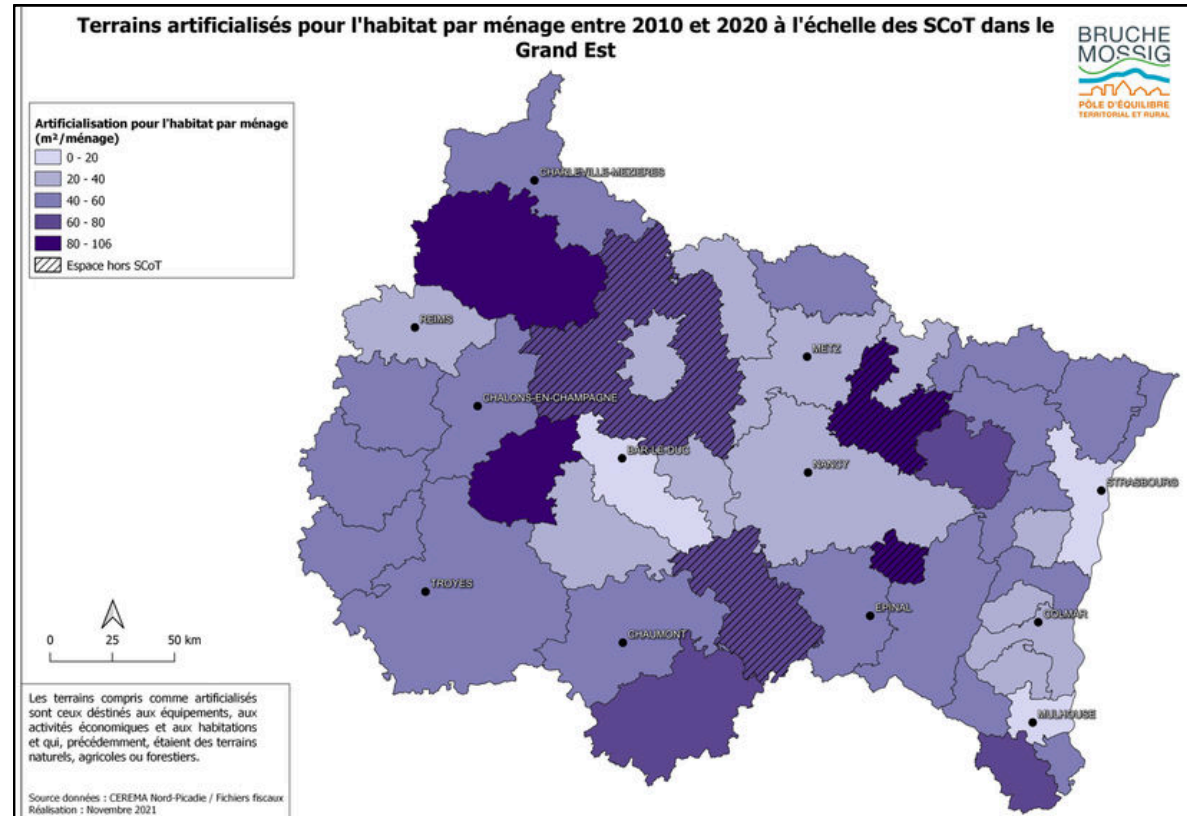 Terrains artificialisés pour l'habitat par ménage entre 2010 et 2020 à l'échelle des SCoT dans le
Grand Est
BRUCHE
MOSSIG
PÔLE D'ÉQUILIBRE
TERRITORIAL ET RURAL
Artificialisation pour l'habitat par ménage
(m²/ménage)
0 - 20
20 - 40
40 - 60
60 - 80
80 - 106
Espace hors SCoT
CHARLEVILLE-MEZIERES
REIMS
METZ
CHALONS-EN-CHAMPAGNE
BAR-LE-DUC
NANCY
STRASBOURG
TROYES
EPINAL
COLMAR
CHAUMONT
MULHOUSE
0 25 50 km
Les terrains compris comme artificialisés
sont ceux déstinés aux équipements, aux
activités économiques et aux habitations
et qui, précédemment, étaient des terrains
naturels, agricoles ou forestiers.
Source données : CEREMA Nord-Picadie / Fichiers fiscaux
Réalisation : Novembre 2021